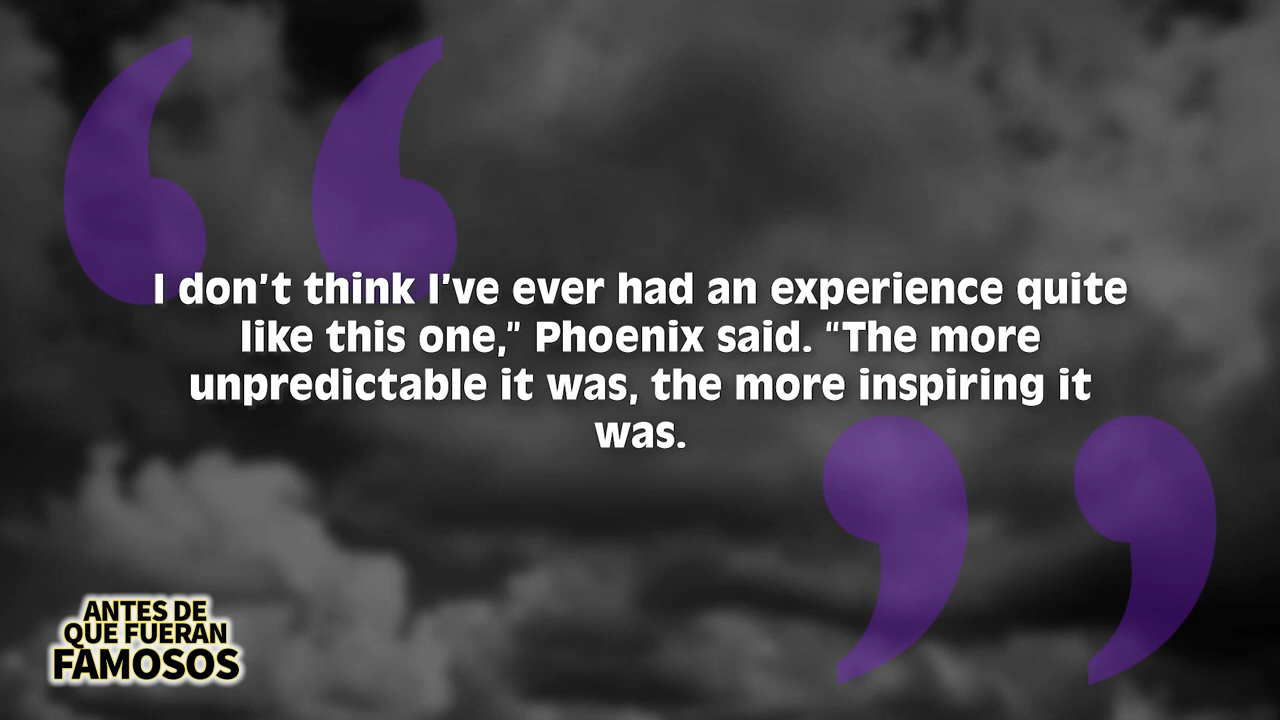 I don't think I've ever had an experience quite
like this one,” Phoenix said. “The more
unpredictable it was, the more inspiring it
was.
ANTES DE
QUE FUERAN
FAMOSOS